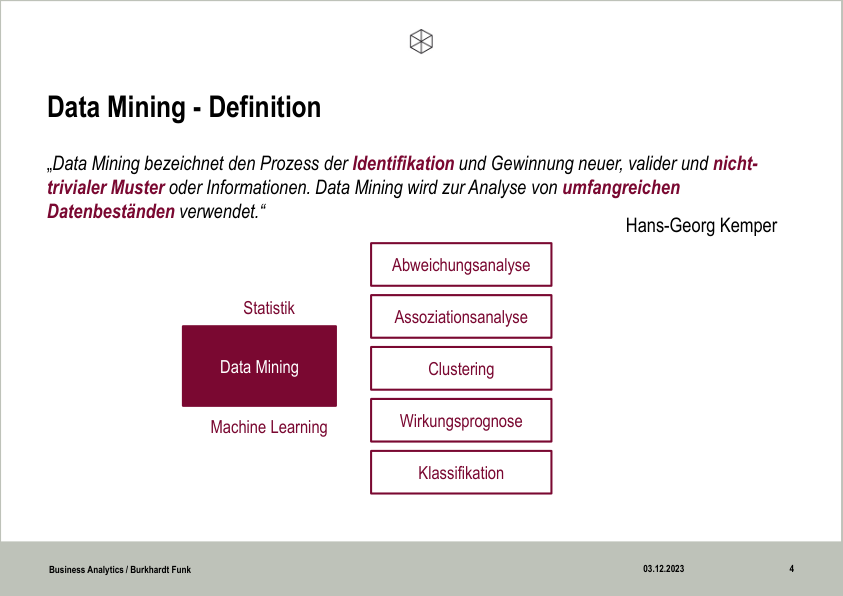 Data Mining - Definition
„Data Mining bezeichnet den Prozess der Identifikation und Gewinnung neuer, valider und nicht-
trivialer Muster oder Informationen. Data Mining wird zur Analyse von umfangreichen
Datenbeständen verwendet.“
Hans-Georg Kemper
Abweichungsanalyse
Statistik
Assoziationsanalyse
Data Mining
Clustering
Machine Learning
Wirkungsprognose
Klassifikation
Business Analytics / Burkhardt Funk
03.12.2023
4